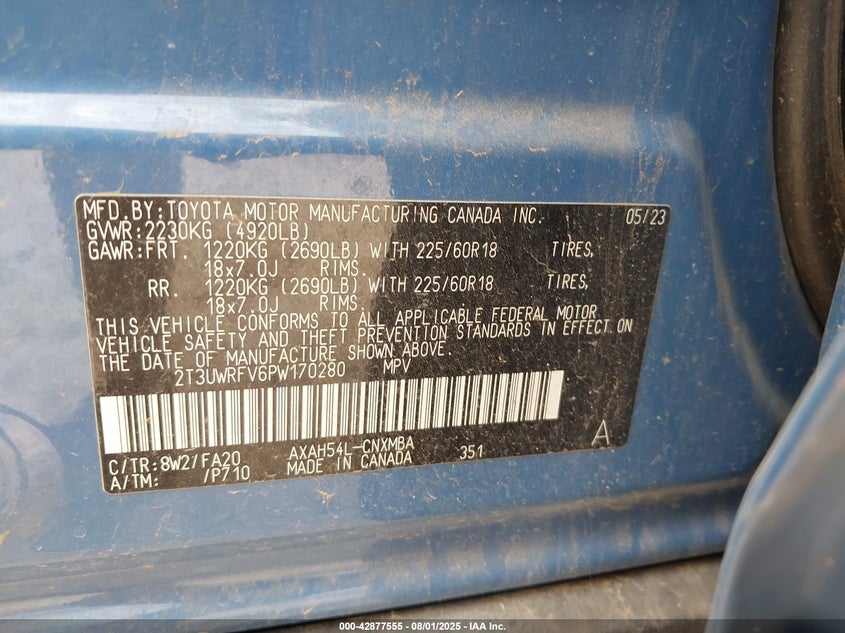 MFD. BY: TOYOTA MOTOR MANUFACTURING CANADA INC. 05/23
GVWR: 2230KG (4920LB)
GAWR: FRT. 1220KG (2690LB) WITH 225/60R18 TIRES,
18x7.0J RIMS.
RR. 1220KG (2690LB) WITH 225/60R18 TIRES,
18x7.0J RIMS.
THIS VEHICLE CONFORMS TO ALL APPLICABLE FEDERAL MOTOR
VEHICLE SAFETY AND THEFT PREVENTION STANDARDS IN EFFECT ON
THE DATE OF MANUFACTURE SHOWN ABOVE.
2T3UWRFV6PW170280 MPV
C/TR: 8W2/FA20 AXAH54L-CNXMBA 351 A
A/TM: /P710 MADE IN CANADA
000-42877555 - 08/01/2025 - IAA Inc.